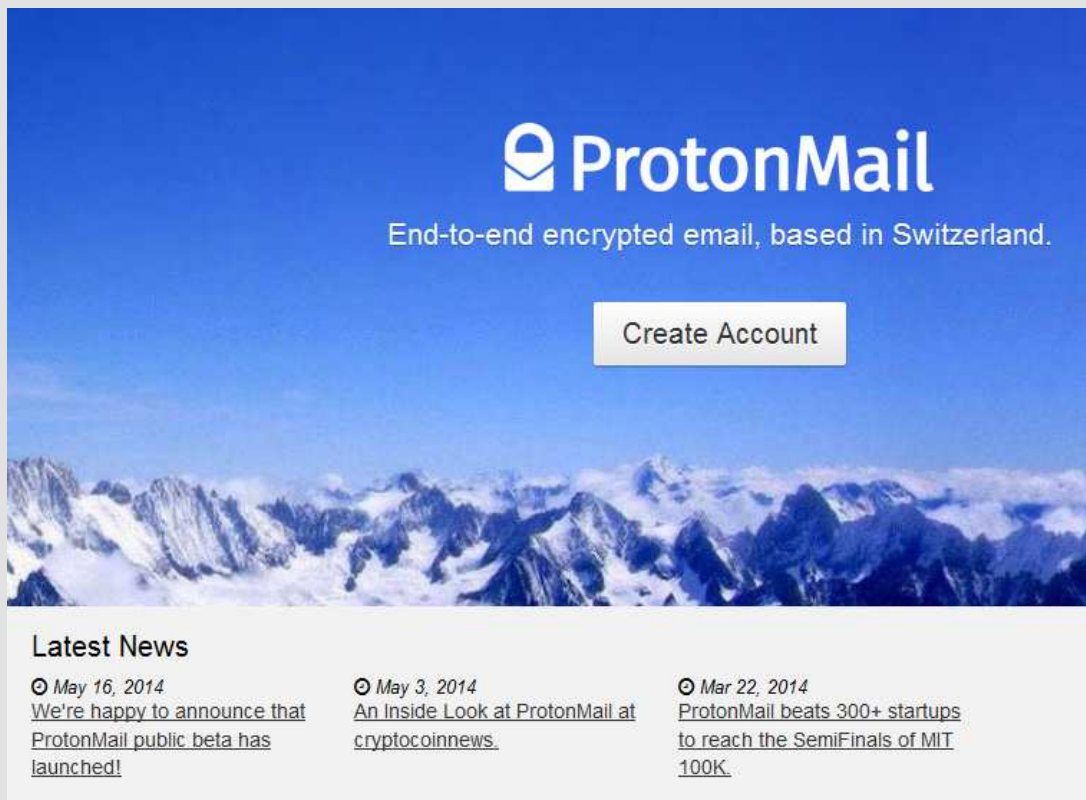 ProtonMail
End-to-end encrypted email, based in Switzerland.
Create Account
Latest News
May 16, 2014
We're happy to announce that
ProtonMail public beta has
launched!
May 3, 2014
An Inside Look at ProtonMail at
cryptocoinnews.
Mar 22, 2014
ProtonMail beats 300+ startups
to reach the SemiFinals of MIT
100K.